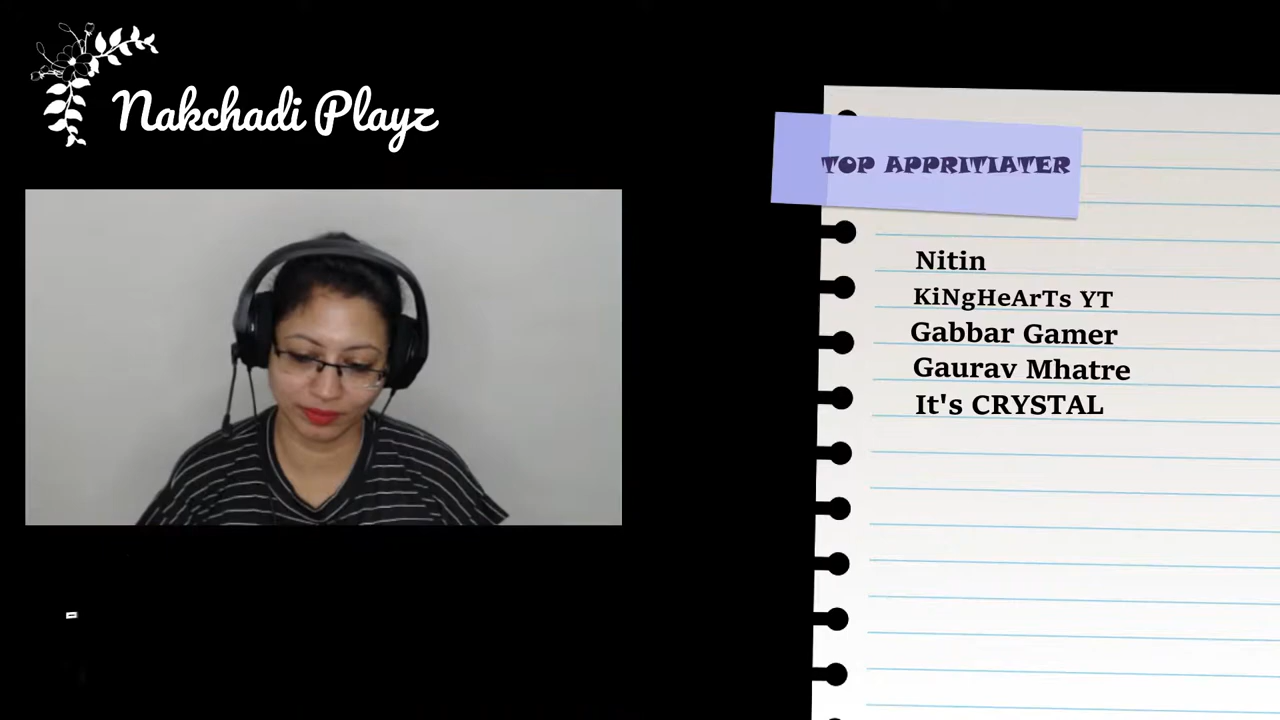 Nakchadi Playz
TOP APPRITIATER
Nitin
KiNgHeArTs YT
Gabbar Gamer
Gaurav Mhatre
It's CRYSTAL